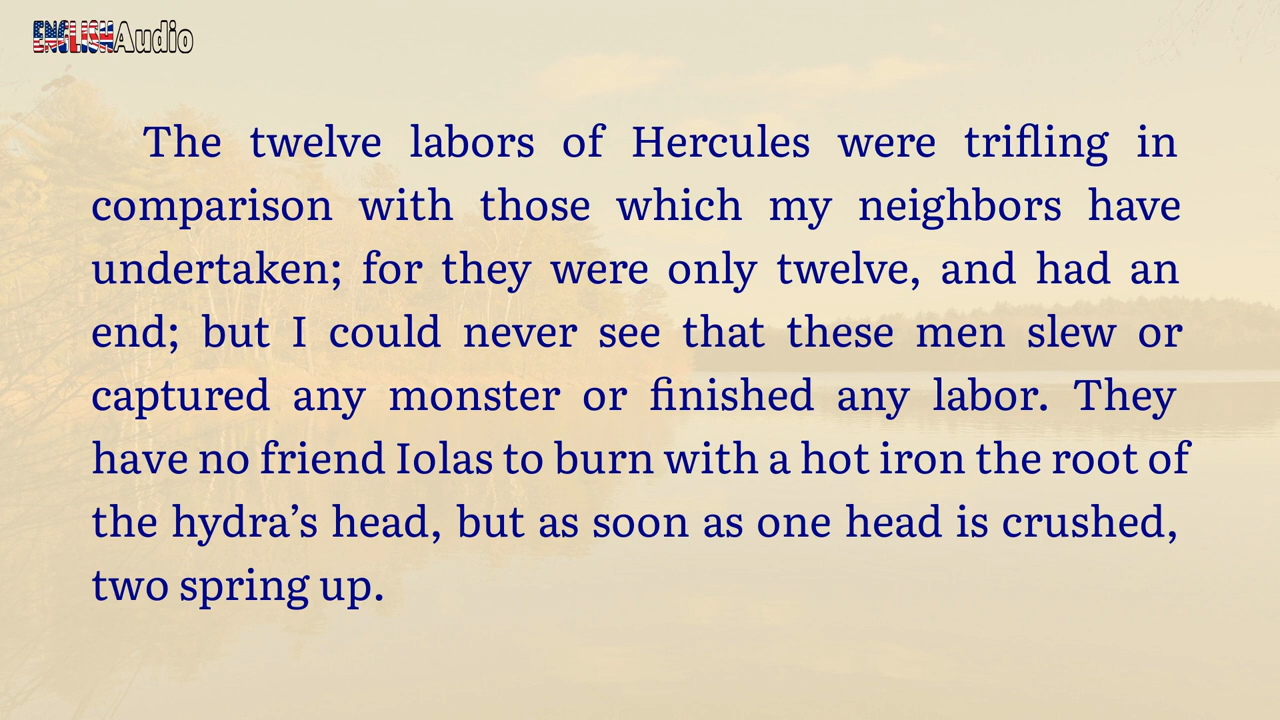 ENGLISHAudio
The twelve labors of Hercules were trifling in
comparison with those which my neighbors have
undertaken; for they were only twelve, and had an
end; but I could never see that these men slew or
captured any monster or finished any labor. They
have no friend Iolas to burn with a hot iron the root of
the hydra’s head, but as soon as one head is crushed,
two spring up.